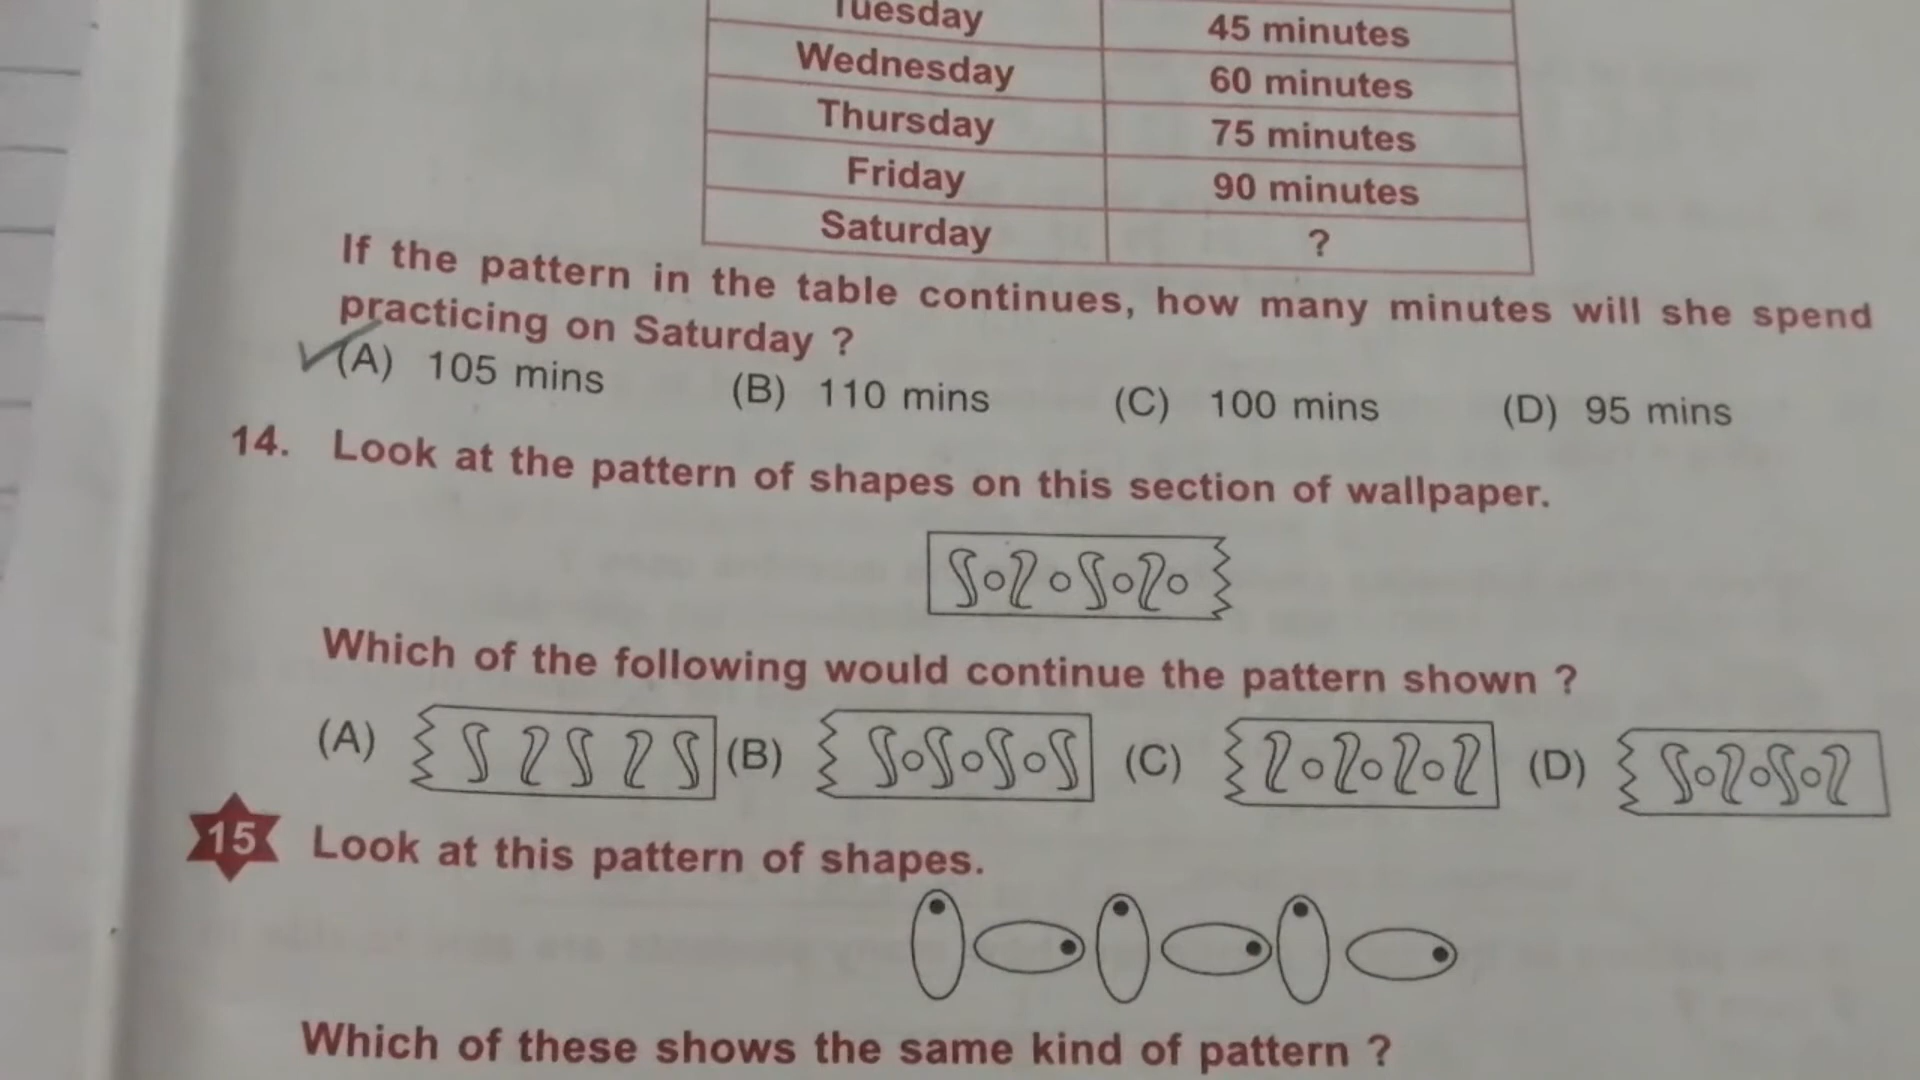 Tuesday 45 minutes
Wednesday 60 minutes
Thursday 75 minutes
Friday 90 minutes
Saturday ?
If the pattern in the table continues, how many minutes will she spend
practicing on Saturday ?
(A) 105 mins (B) 110 mins (C) 100 mins (D) 95 mins
14. Look at the pattern of shapes on this section of wallpaper.
Which of the following would continue the pattern shown ?
(A) (B) (C) (D)
15 Look at this pattern of shapes.
Which of these shows the same kind of pattern ?